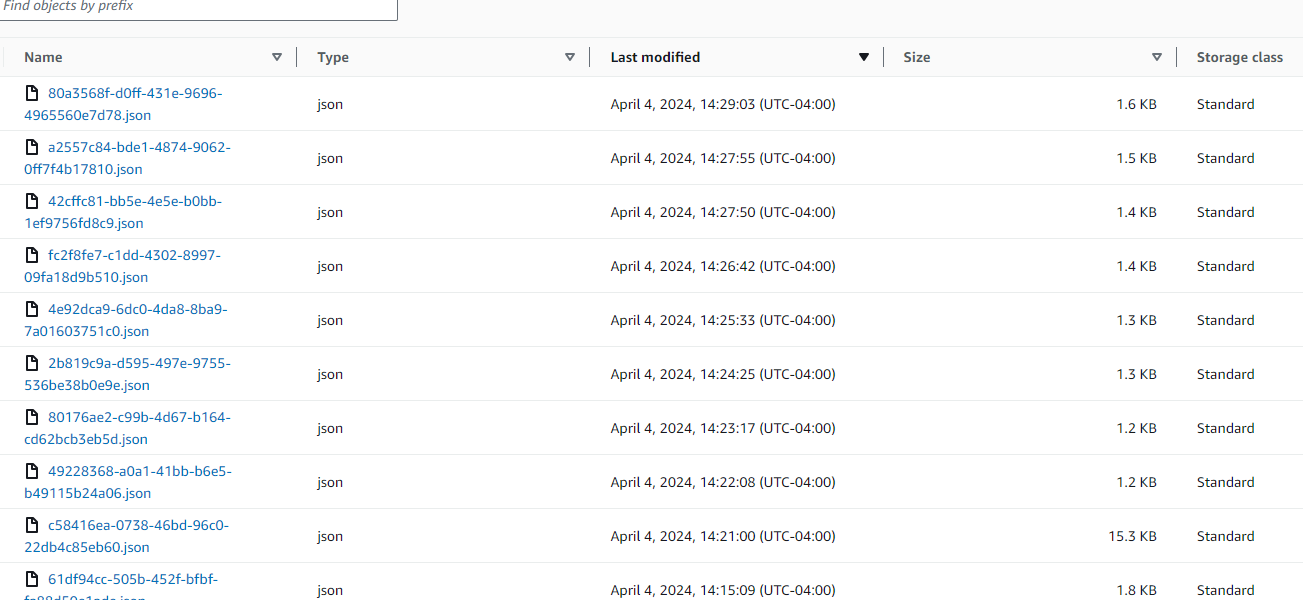 Find objects by prefix
Name Type Last modified Size Storage class
80a3568f-d0ff-431e-9696-
4965560e7d78.json
json April 4, 2024, 14:29:03 (UTC-04:00) 1.6 KB Standard
a2557c84-bde1-4874-9062-
0ff7f4b17810.json
json April 4, 2024, 14:27:55 (UTC-04:00) 1.5 KB Standard
42cffc81-bb5e-4e5e-b0bb-
1ef9756fd8c9.json
json April 4, 2024, 14:27:50 (UTC-04:00) 1.4 KB Standard
fc2f8fe7-c1dd-4302-8997-
09fa18d9b510.json
json April 4, 2024, 14:26:42 (UTC-04:00) 1.4 KB Standard
4e92dca9-6dc0-4da8-8ba9-
7a01603751c0.json
json April 4, 2024, 14:25:33 (UTC-04:00) 1.3 KB Standard
2b819c9a-d595-497e-9755-
536be38b0e9e.json
json April 4, 2024, 14:24:25 (UTC-04:00) 1.3 KB Standard
80176ae2-c99b-4d67-b164-
cd62bcb3eb5d.json
json April 4, 2024, 14:23:17 (UTC-04:00) 1.2 KB Standard
49228368-a0a1-41bb-b6e5-
b49115b24a06.json
json April 4, 2024, 14:22:08 (UTC-04:00) 1.2 KB Standard
c58416ea-0738-46bd-96c0-
22db4c85eb60.json
json April 4, 2024, 14:21:00 (UTC-04:00) 15.3 KB Standard
61df94cc-505b-452f-bfbf-
json April 4, 2024, 14:15:09 (UTC-04:00) 1.8 KB Standard